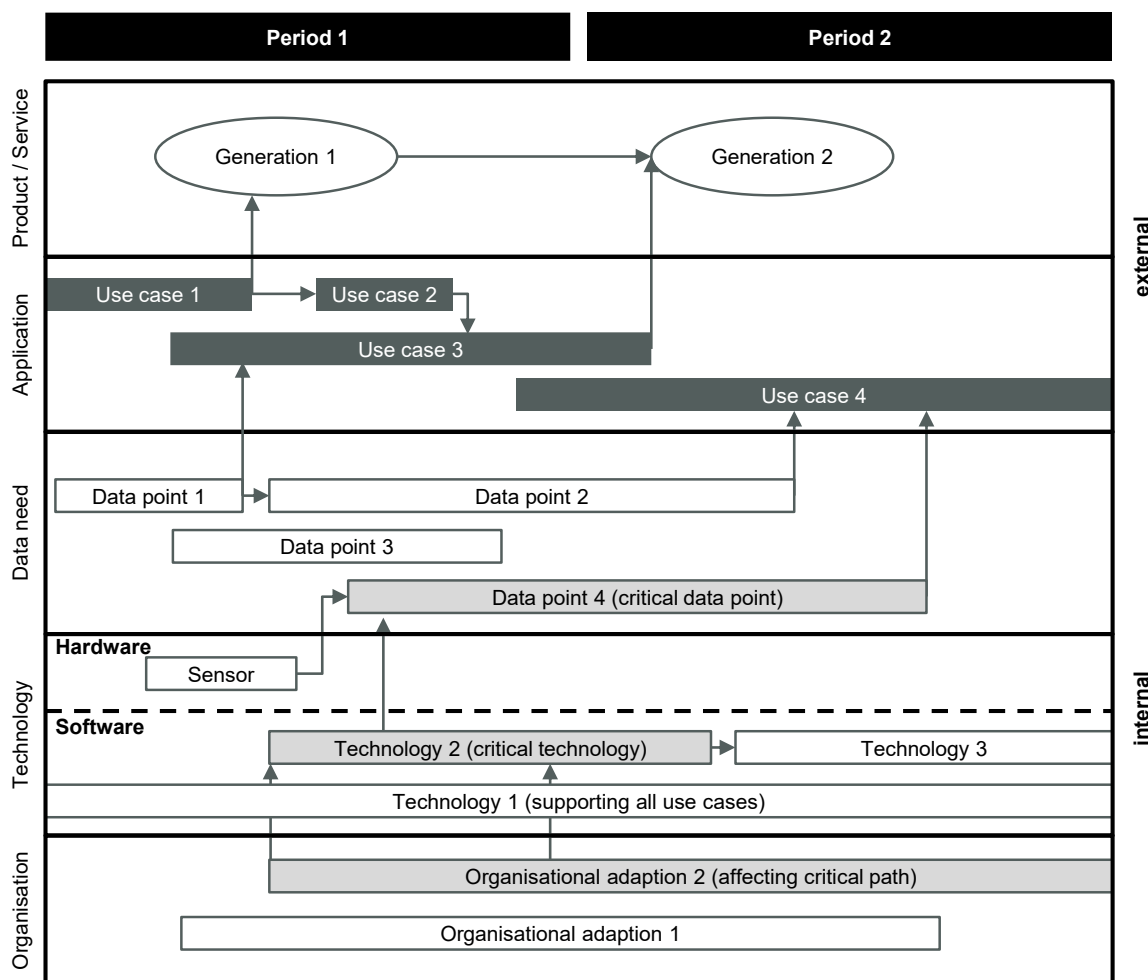 Period 1
Period 2
Product / Service
Generation 1
Generation 2
external
Application
Use case 1
Use case 2
Use case 3
Use case 4
Data need
Data point 1
Data point 2
Data point 3
Data point 4 (critical data point)
Technology
Hardware
Sensor
internal
Software
Technology 2 (critical technology)
Technology 3
Technology 1 (supporting all use cases)
Organisation
Organisational adaption 2 (affecting critical path)
Organisational adaption 1